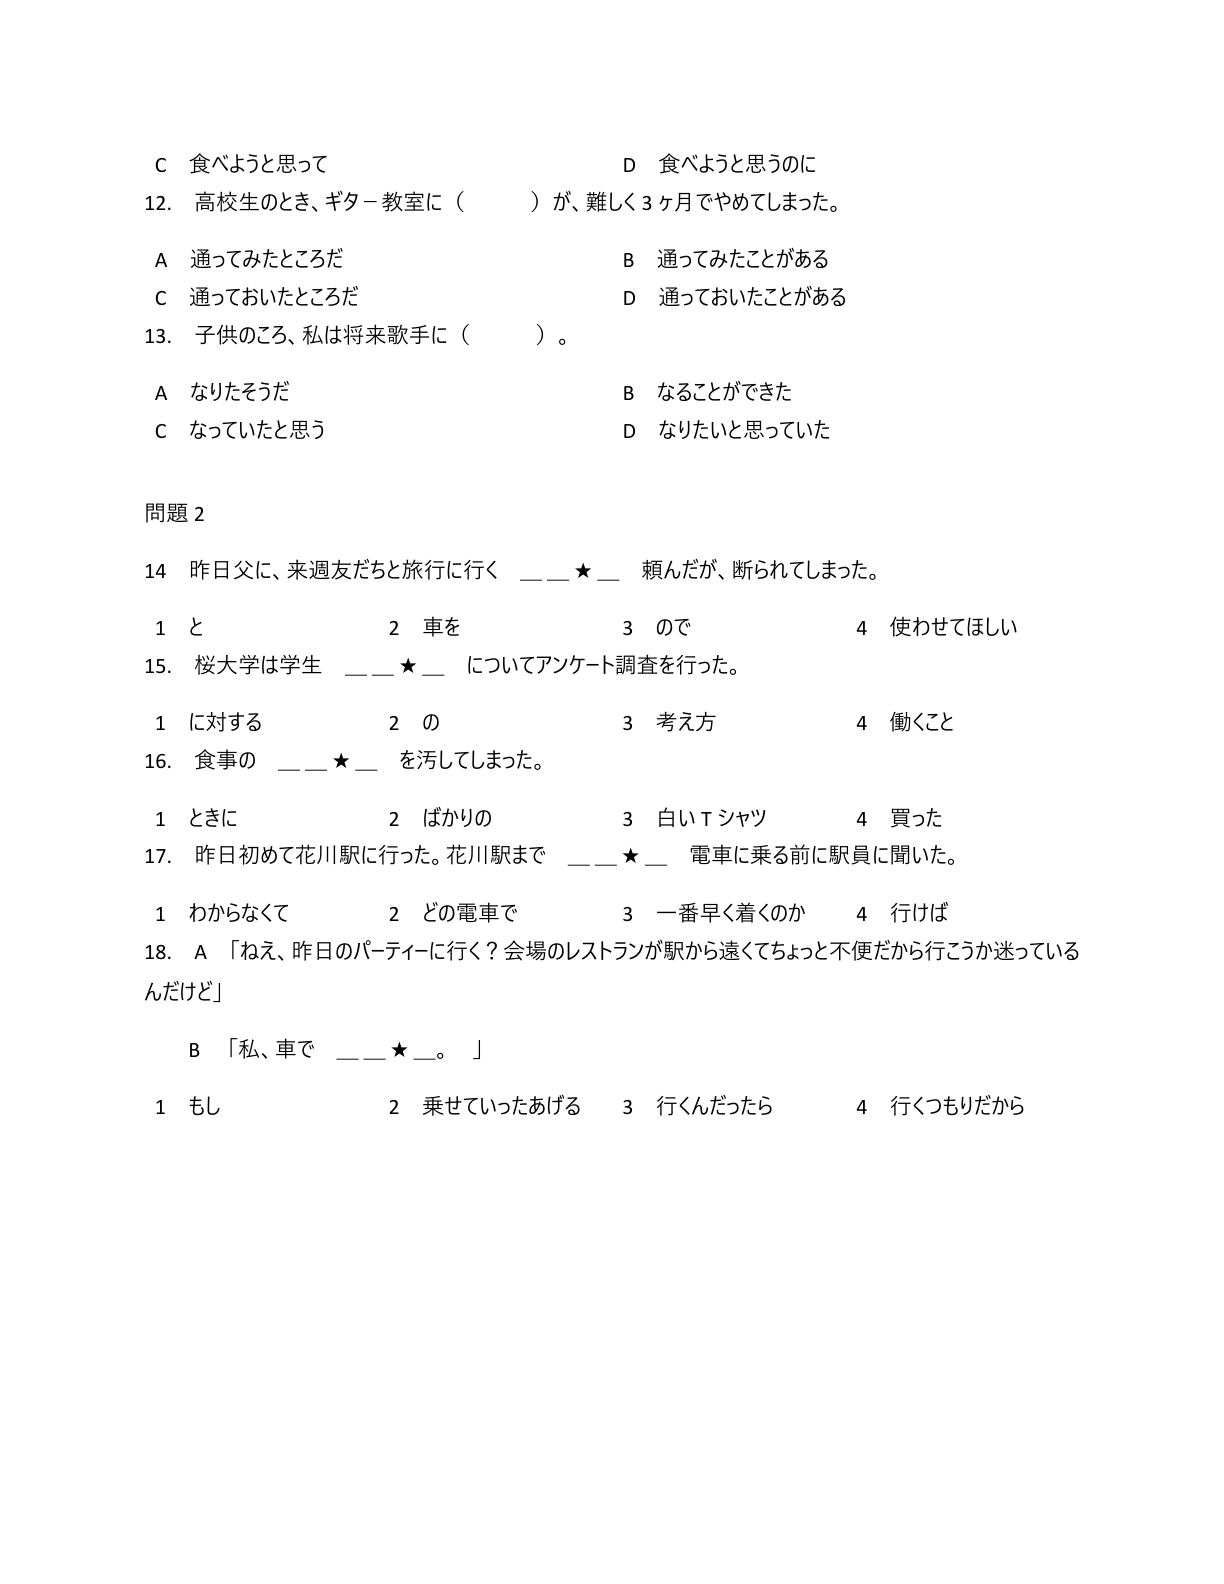 C 食べようと思って D 食べようと思うのに
12. 高校生のとき、ギタ－教室に（　　　）が、難しく3ヶ月でやめてしまった。
A 通ってみたところだ B 通ってみたことがある
C 通っておいたところだ D 通っておいたことがある
13. 子供のころ、私は将来歌手に（　　　）。
A なりたそうだ B なることができた
C なっていたと思う D なりたいと思っていた
問題2
14 昨日父に、来週友だちと旅行に行く ＿＿★＿ 頼んだが、断られてしまった。
1 と 2 車を 3 ので 4 使わせてほしい
15. 桜大学は学生 ＿＿★＿ についてアンケート調査を行った。
1 に対する 2 の 3 考え方 4 働くこと
16. 食事の ＿＿★＿ を汚してしまった。
1 ときに 2 ばかりの 3 白いTシャツ 4 買った
17. 昨日初めて花川駅に行った。花川駅まで ＿＿★＿ 電車に乗る前に駅員に聞いた。
1 わからなくて 2 どの電車で 3 一番早く着くのか 4 行けば
18. A 「ねえ、昨日のパーティーに行く？会場のレストランが駅から遠くてちょっと不便だから行こうか迷っている
んだけど」
B 「私、車で ＿＿★＿。 」
1 もし 2 乗せていったあげる 3 行くんだったら 4 行くつもりだから